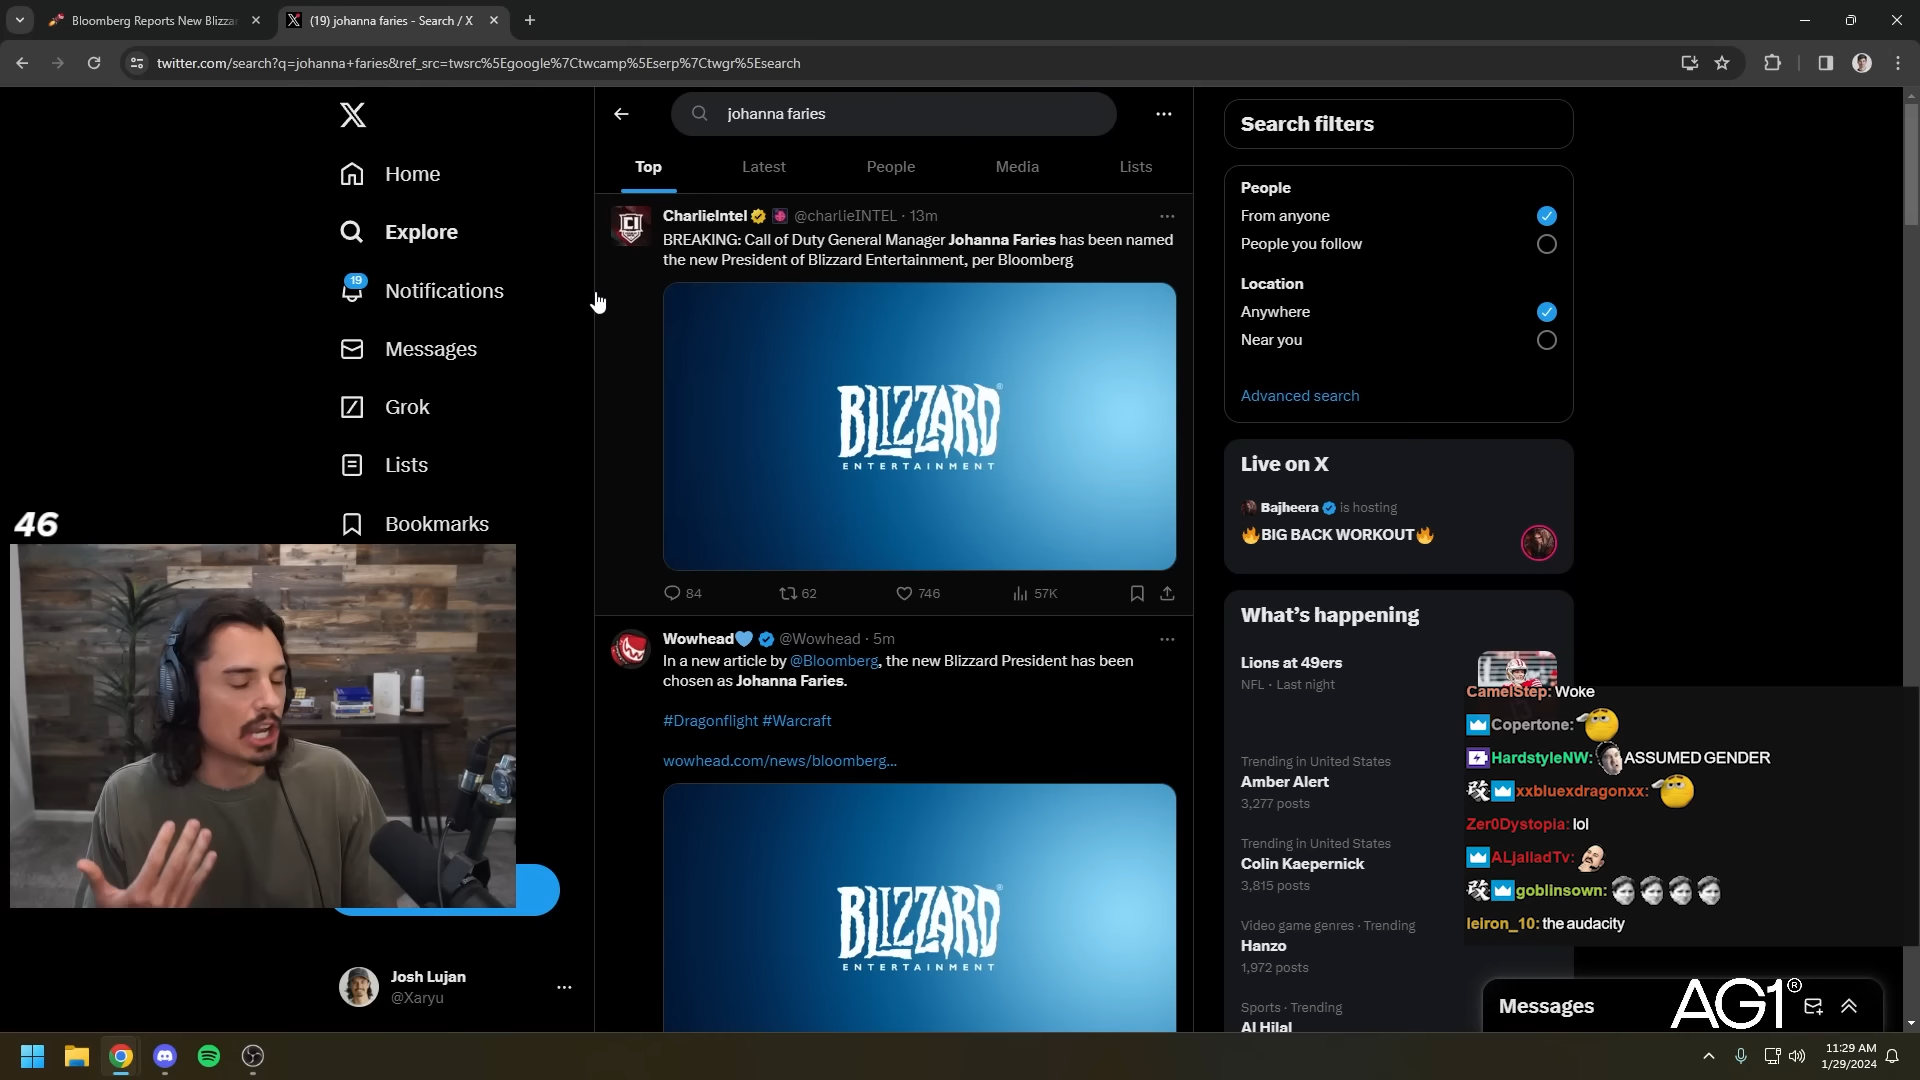 Bloomberg Reports New Blizza
(19) johanna faries - Search / X
twitter.com/search?q=johanna+faries&ref_src=twsrc%5Egoogle%7Ctwcamp%5Eserp%7Ctwgr%5Esearch
Home
Explore
19
Notifications
Messages
Grok
Lists
Bookmarks
46
Josh Lujan
@Xaryu
johanna faries
Top
Latest
People
Media
Lists
CharlieIntel @charlieINTEL · 13m
BREAKING: Call of Duty General Manager Johanna Faries has been named
the new President of Blizzard Entertainment, per Bloomberg
BLIZZARD
ENTERTAINMENT
84
62
746
57K
Wowhead @Wowhead · 5m
In a new article by @Bloomberg, the new Blizzard President has been
chosen as Johanna Faries.
#Dragonflight #Warcraft
wowhead.com/news/bloomberg...
BLIZZARD
ENTERTAINMENT
Search filters
People
From anyone
People you follow
Location
Anywhere
Near you
Advanced search
Live on X
Bajheera is hosting
BIG BACK WORKOUT
What's happening
Lions at 49ers
NFL · Last night
Trending in United States
Amber Alert
3,277 posts
Trending in United States
Colin Kaepernick
3,815 posts
Video game genres · Trending
Hanzo
1,972 posts
Sports · Trending
Al Hilal
CamelStep: Woke
Copertone:
HardstyleNW: ASSUMED GENDER
xxbluexdragonxx:
Zer0Dystopia: lol
ALjalladTv:
goblinsown:
leiron_10: the audacity
Messages
AG1®
11:29 AM
1/29/2024